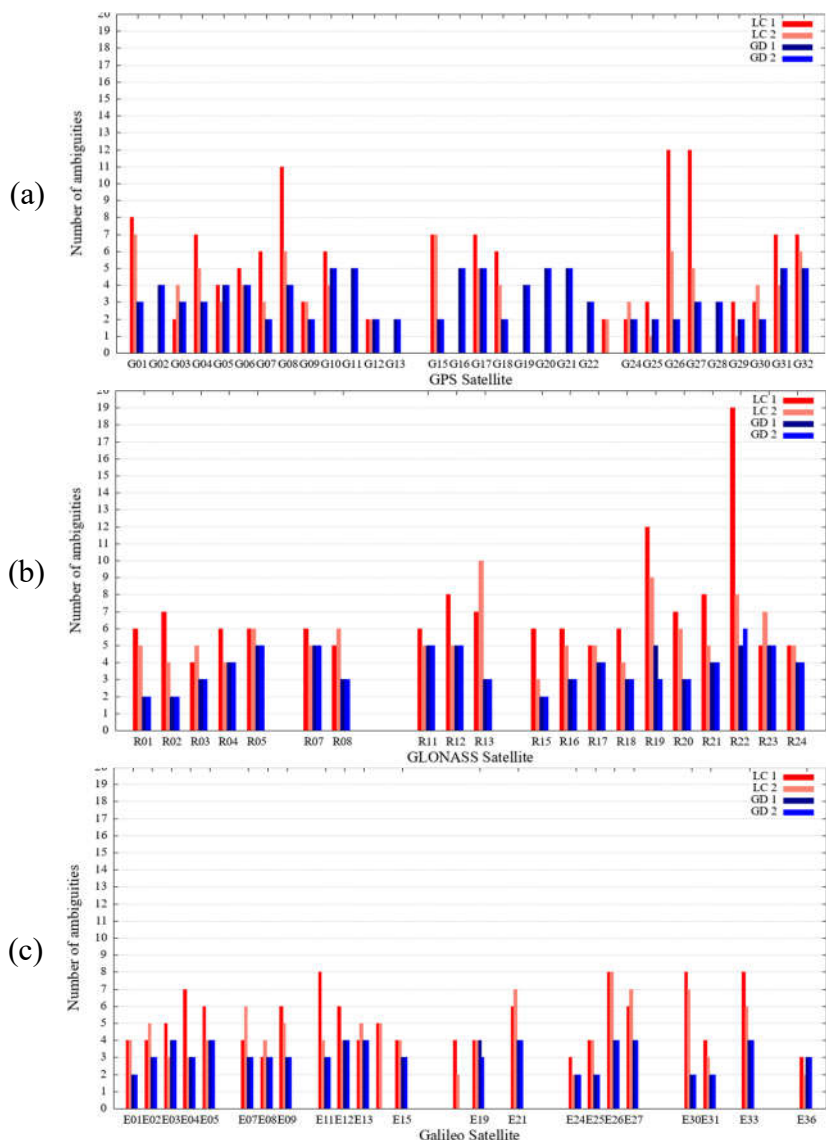 (a)
Number of ambiguities
20
19
18
17
16
15
14
13
12
11
10
9
8
7
6
5
4
3
2
1
0
LC 1
LC 2
GD 1
GD 2
G01 G02 G03 G04 G05 G06 G07 G08 G09 G10 G11 G12 G13 G15 G16 G17 G18 G19 G20 G21 G22 G24 G25 G26 G27 G28 G29 G30 G31 G32
GPS Satellite
(b)
Number of ambiguities
20
19
18
17
16
15
14
13
12
11
10
9
8
7
6
5
4
3
2
1
0
LC 1
LC 2
GD 1
GD 2
R01 R02 R03 R04 R05 R07 R08 R11 R12 R13 R15 R16 R17 R18 R19 R20 R21 R22 R23 R24
GLONASS Satellite
(c)
Number of ambiguities
20
19
18
17
16
15
14
13
12
11
10
9
8
7
6
5
4
3
2
1
0
LC 1
LC 2
GD 1
GD 2
E01 E02 E03 E04 E05 E07 E08 E09 E11 E12 E13 E15 E19 E21 E24 E25 E26 E27 E30 E31 E33 E36
Galileo Satellite